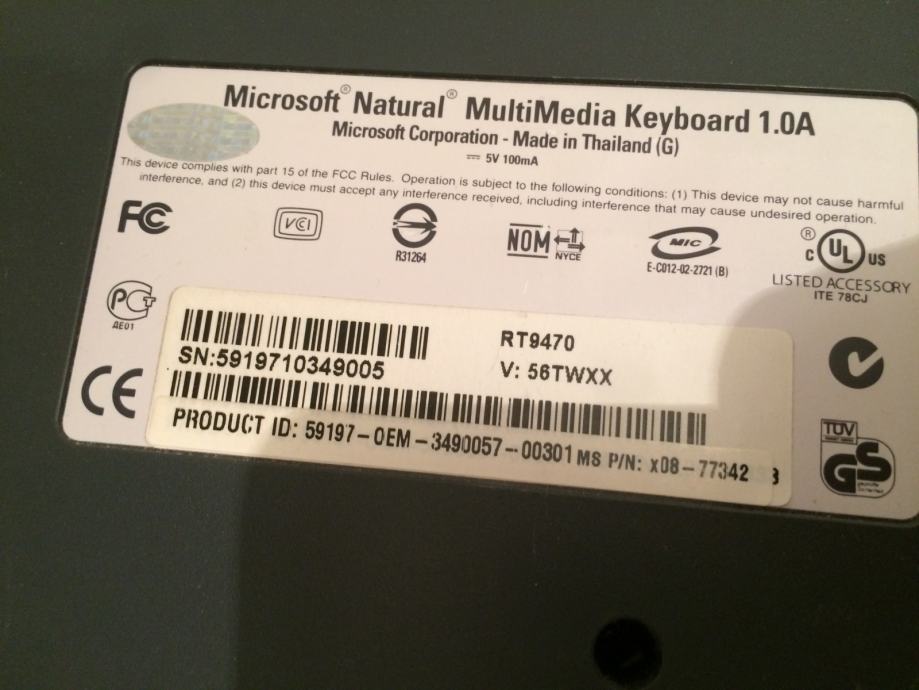 Microsoft® Natural® MultiMedia Keyboard 1.0A
Microsoft Corporation - Made in Thailand (G)
5V 100mA
This device complies with part 15 of the FCC Rules. Operation is subject to the following conditions: (1) This device may not cause harmful
interference, and (2) this device must accept any interference received, including interference that may cause undesired operation.
FC
VCI
R31264
NOM
NYCE
MIC
E-C012-02-2721 (B)
® c UL US
LISTED ACCESSORY
ITE 78CJ
РСТ
АЕ01
CE
SN:5919710349005
RT9470
V: 56TWXX
PRODUCT ID: 59197-OEM-3490057-00301 MS P/N: x08-77342
TÜV
GS